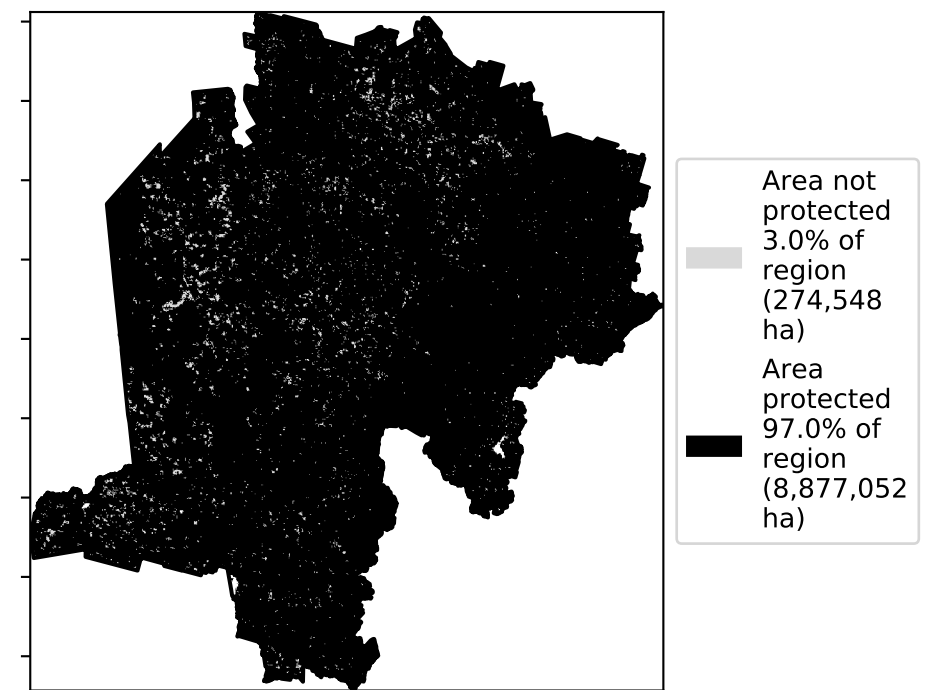 Area not
protected
3.0% of
region
(274,548
ha)
Area
protected
97.0% of
region
(8,877,052
ha)